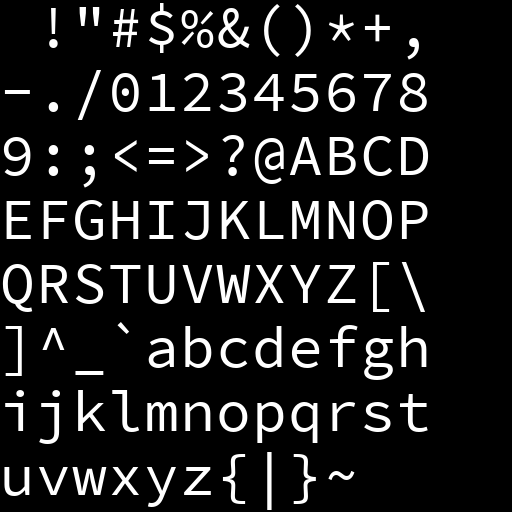 !"#$%&()*+,
-./012345678
9:;<=>?@ABCD
EFGHIJKLMNOP
QRSTUVWXYZ[\
]^_`abcdefgh
ijklmnopqrst
uvwxyz{|}~